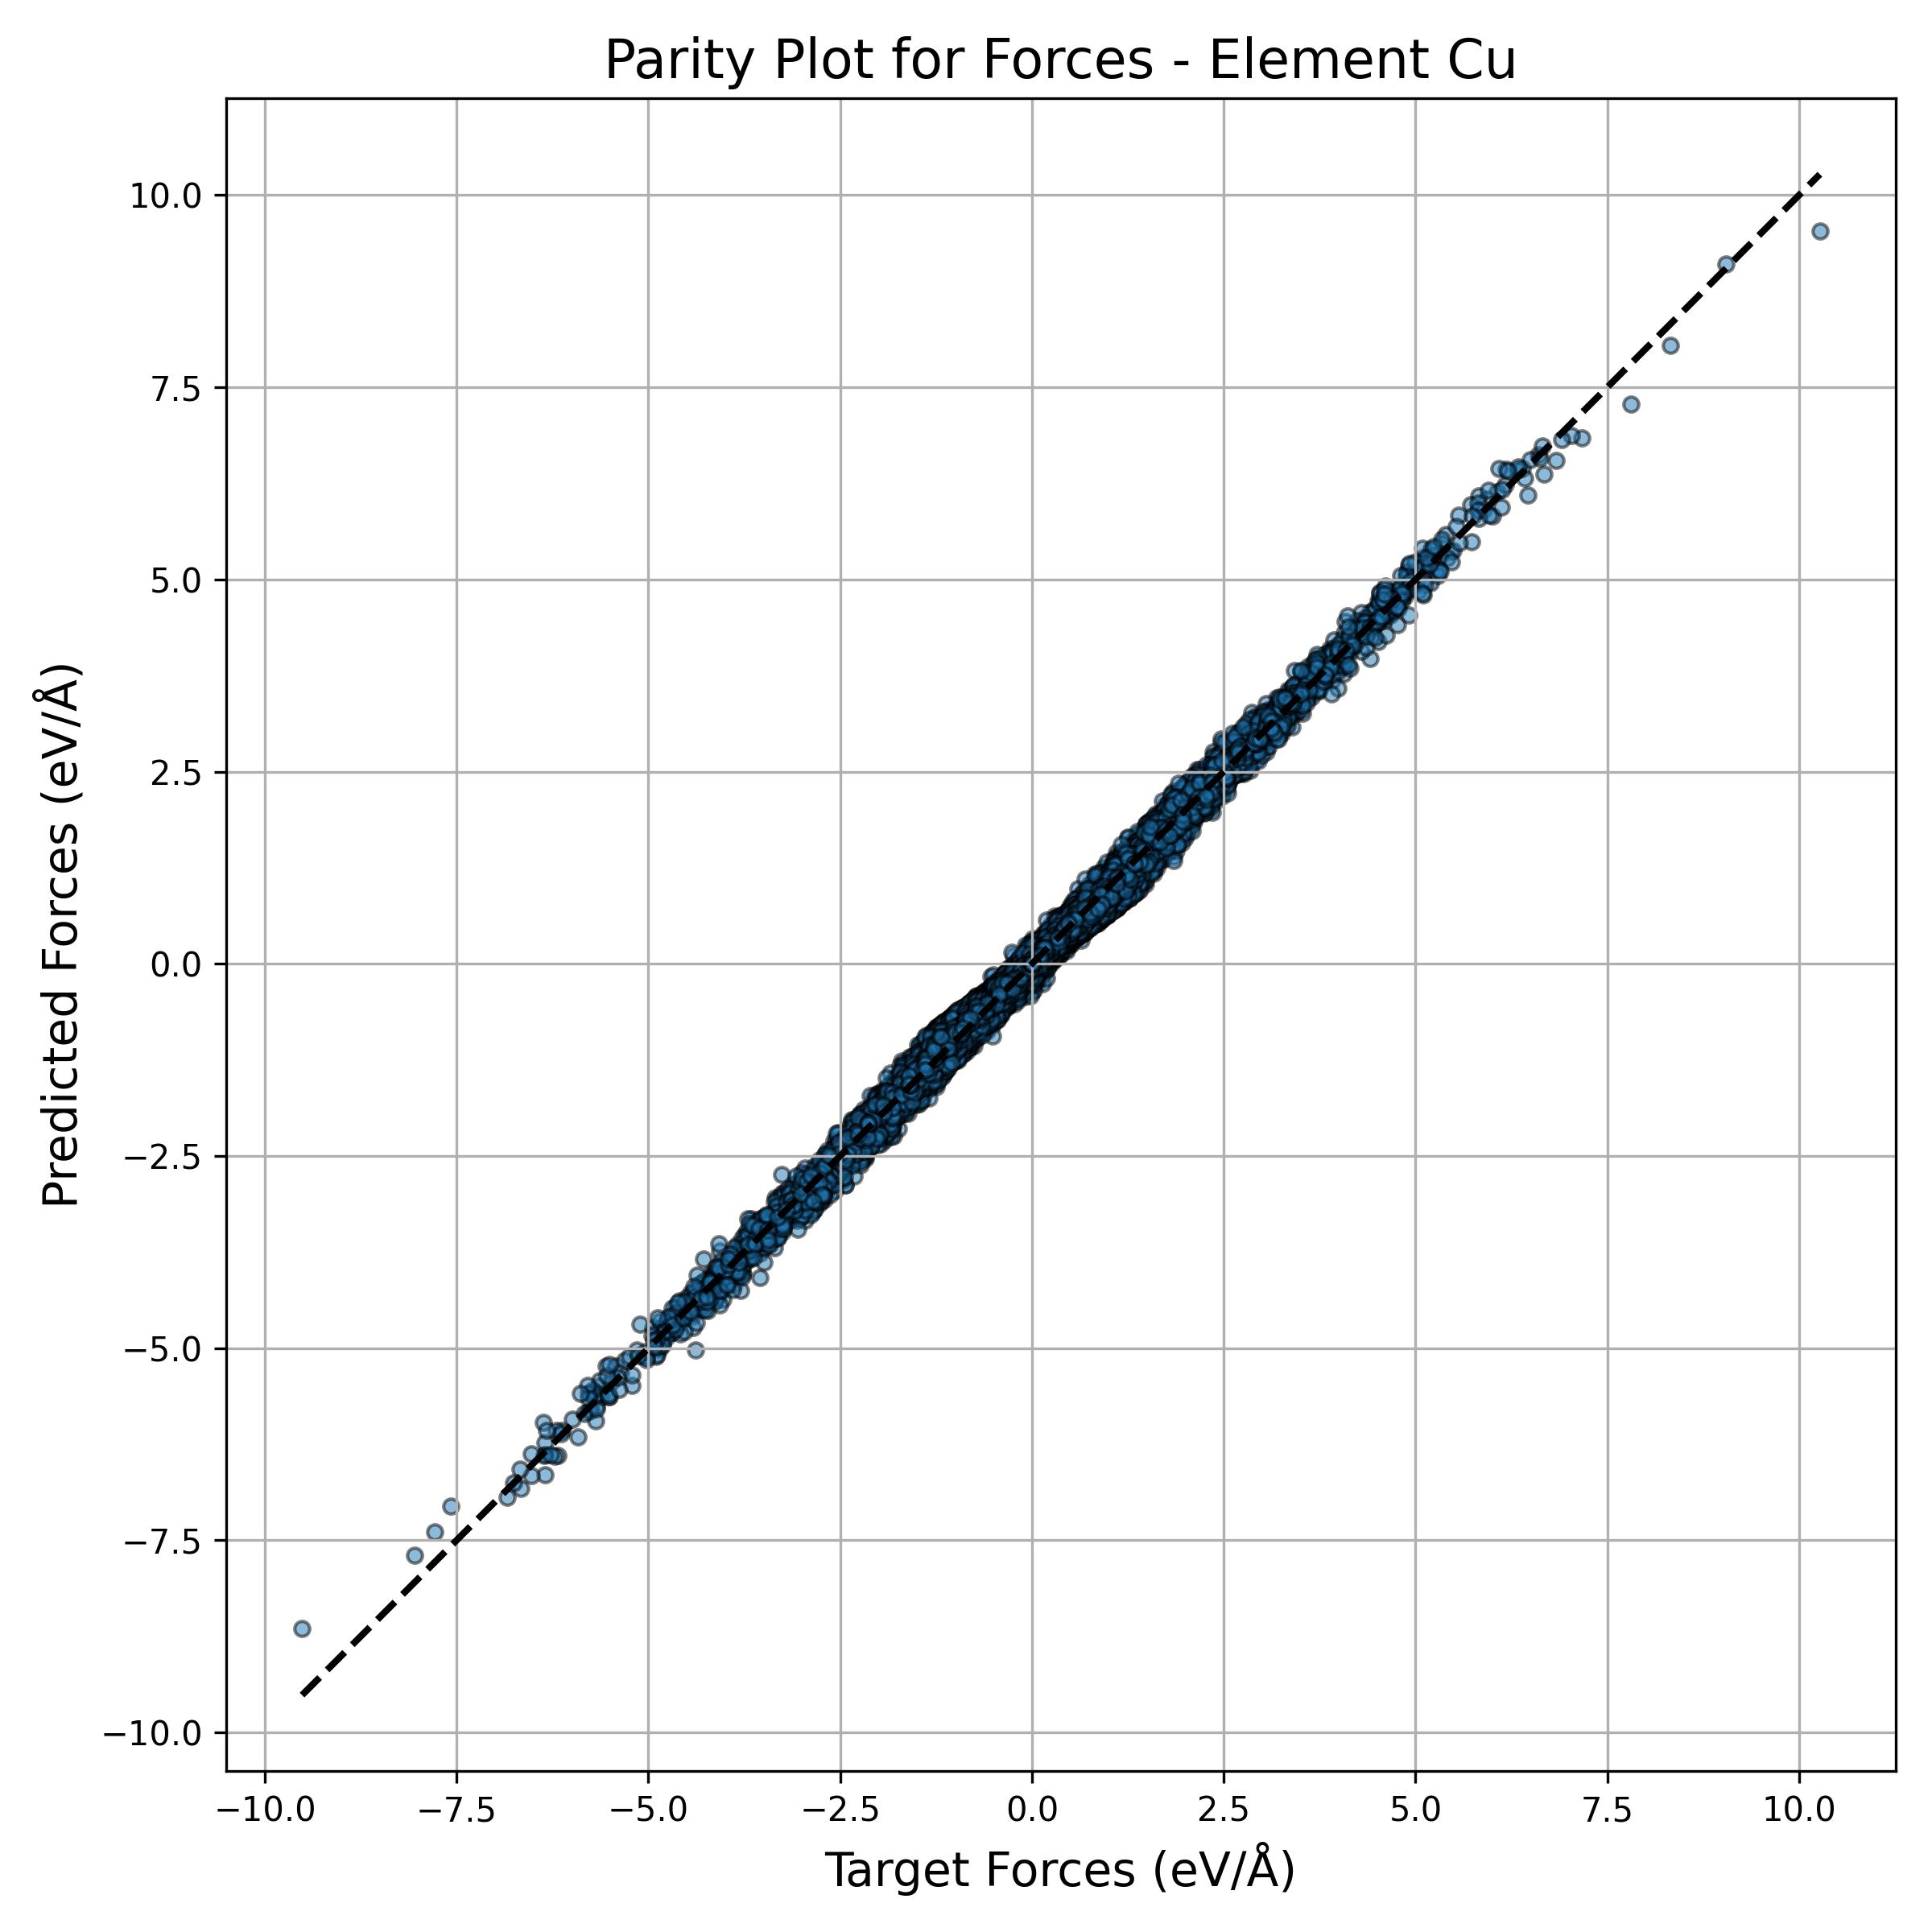 Parity Plot for Forces - Element Cu
Predicted Forces (eV/Å)
10.0
7.5
5.0
2.5
0.0
−2.5
−5.0
−7.5
−10.0
−10.0 −7.5 −5.0 −2.5 0.0 2.5 5.0 7.5 10.0
Target Forces (eV/Å)